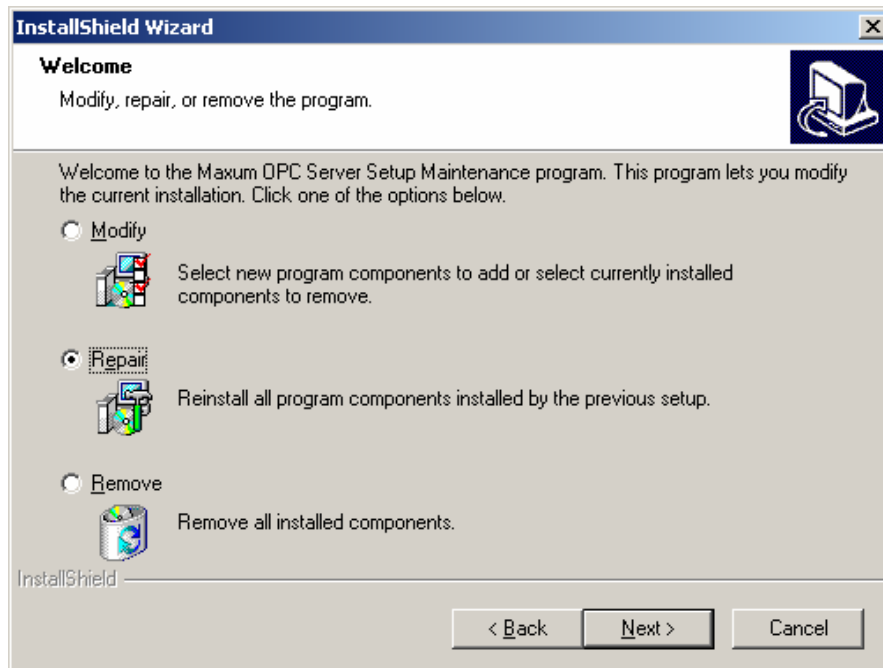 InstallShield Wizard
Welcome
Modify, repair, or remove the program.
Welcome to the Maxum OPC Server Setup Maintenance program. This program lets you modify
the current installation. Click one of the options below.
Modify
Select new program components to add or select currently installed
components to remove.
Repair
Reinstall all program components installed by the previous setup.
Remove
Remove all installed components.
InstallShield
< Back
Next >
Cancel